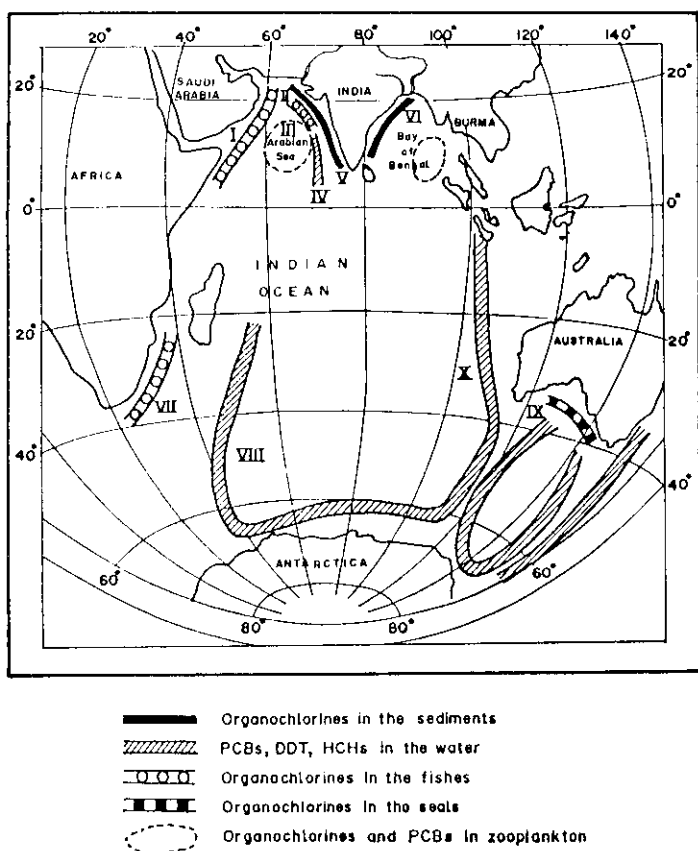 20° 40° 60° 80° 100° 120° 140°
20° 20°
SAUDI
ARABIA
INDIA
BURMA
II
I
III
Arabian
Sea
VI
Bay
of
Bengal
V
IV
AFRICA
0° 0°
INDIAN
OCEAN
20° 20°
AUSTRALIA
VII
X
IX
VIII
40° 40°
ANTARCTICA
60° 60°
80° 80°
Organochlorines in the sediments
PCBs, DDT, HCHs in the water
Organochlorines in the fishes
Organochlorines in the seals
Organochlorines and PCBs in zooplankton